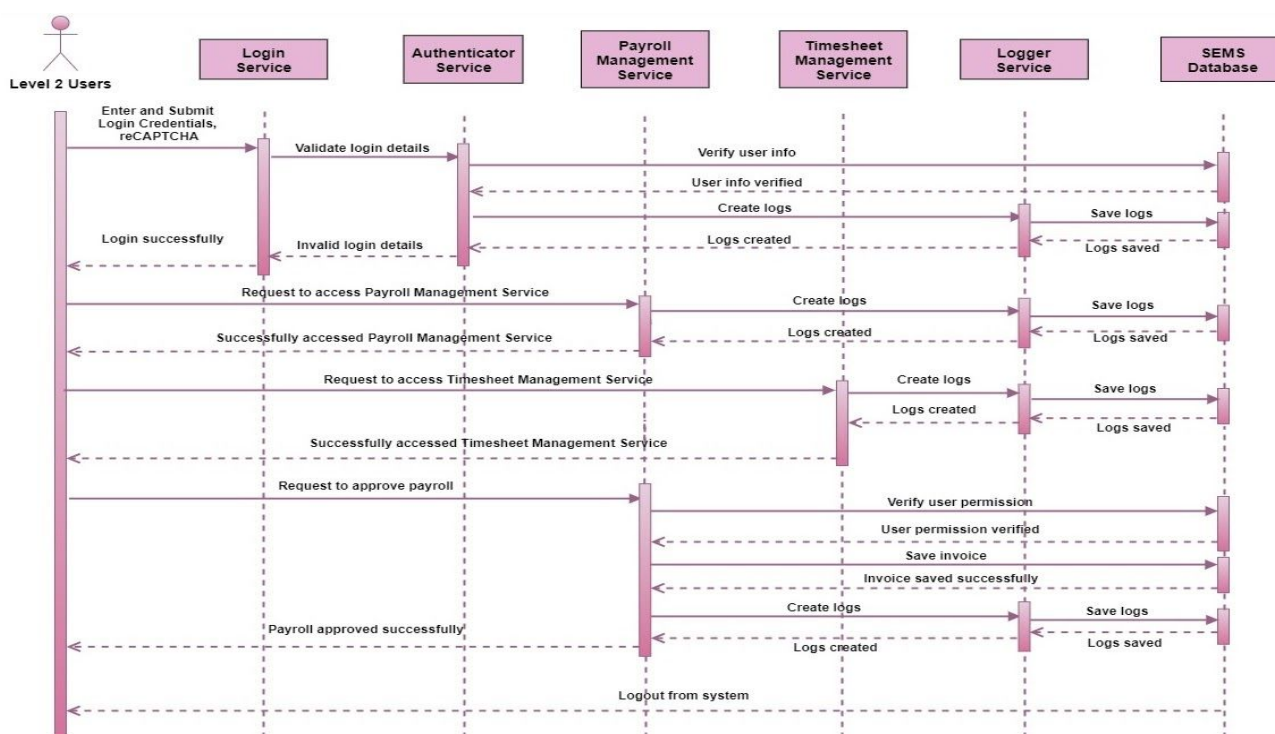 Level 2 Users
Login
Service
Authenticator
Service
Payroll
Management
Service
Timesheet
Management
Service
Logger
Service
SEMS
Database
Enter and Submit
Login Credentials,
reCAPTCHA
Validate login details
Verify user info
User info verified
Create logs
Save logs
Logs created
Logs saved
Invalid login details
Login successfully
Request to access Payroll Management Service
Create logs
Save logs
Logs created
Logs saved
Successfully accessed Payroll Management Service
Request to access Timesheet Management Service
Create logs
Save logs
Logs created
Logs saved
Successfully accessed Timesheet Management Service
Request to approve payroll
Verify user permission
User permission verified
Save invoice
Invoice saved successfully
Create logs
Save logs
Payroll approved successfully
Logs created
Logs saved
Logout from system